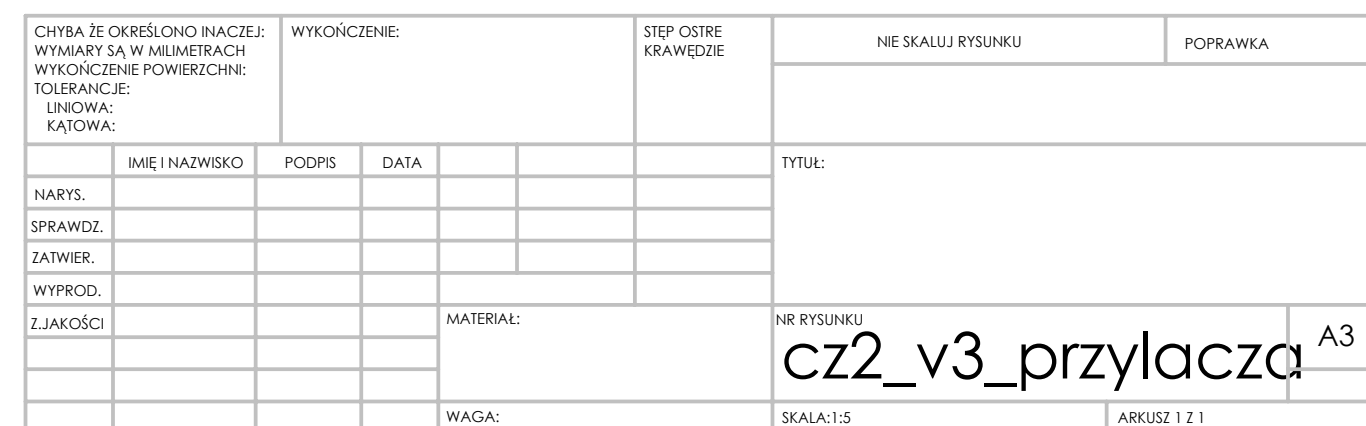 CHYBA ŻE OKREŚLONO INACZEJ:
WYMIARY SĄ W MILIMETRACH
WYKOŃCZENIE POWIERZCHNI:
TOLERANCJE:
LINIOWA:
KĄTOWA:
WYKOŃCZENIE:
STĘP OSTRE
KRAWĘDZIE
NIE SKALUJ RYSUNKU
POPRAWKA
IMIĘ I NAZWISKO
PODPIS
DATA
TYTUŁ:
NARYS.
SPRAWDZ.
ZATWIER.
WYPROD.
Z.JAKOŚCI
MATERIAŁ:
NR RYSUNKU
cz2_v3_przylacza
A3
WAGA:
SKALA:1:5
ARKUSZ 1 Z 1